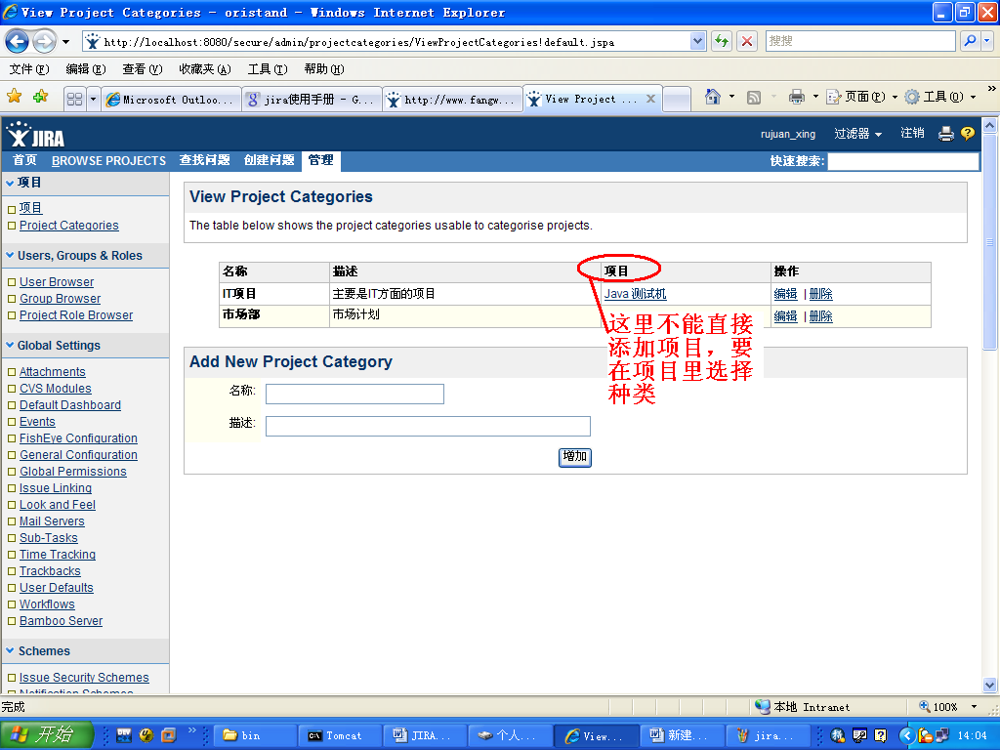 View Project Categories - oristand - Windows Internet Explorer
http://localhost:8080/secure/admin/projectcategories/ViewProjectCategories!default.jspa
搜搜
文件(F) 编辑(E) 查看(V) 收藏夹(A) 工具(T) 帮助(H)
Microsoft Outloo... jira使用手册 - G... http://www.fangw... View Project ... 页面(P) 工具(O)
JIRA
rujuan_xing 过滤器 注销
首页 BROWSE PROJECTS 查找问题 创建问题 管理 快速搜索:
项目
项目
Project Categories
Users, Groups & Roles
User Browser
Group Browser
Project Role Browser
Global Settings
Attachments
CVS Modules
Default Dashboard
Events
FishEye Configuration
General Configuration
Global Permissions
Issue Linking
Look and Feel
Mail Servers
Sub-Tasks
Time Tracking
Trackbacks
User Defaults
Workflows
Bamboo Server
Schemes
Issue Security Schemes
Notification Schemes
View Project Categories
The table below shows the project categories usable to categorise projects.
名称 描述 项目 操作
IT项目 主要是IT方面的项目 Java 测试机 编辑 | 删除
市场部 市场计划 编辑 | 删除
这里不能直接
添加项目，要
在项目里选择
种类
Add New Project Category
名称:
描述:
增加
完成 本地 Intranet 100%
开始 bin Tomcat JIRA... 个人... View... 新建... jira... 14:04